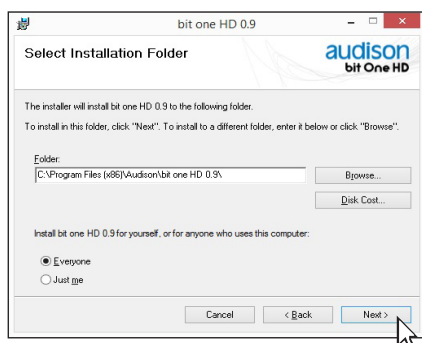 bit one HD 0.9
Select Installation Folder
audison
bit One HD
The installer will install bit one HD 0.9 to the following folder.
To install in this folder, click "Next". To install to a different folder, enter it below or click "Browse".
Folder:
C:\Program Files (x86)\Audison\bit one HD 0.9\
Browse...
Disk Cost...
Install bit one HD 0.9 for yourself, or for anyone who uses this computer:
Everyone
Just me
Cancel
< Back
Next >